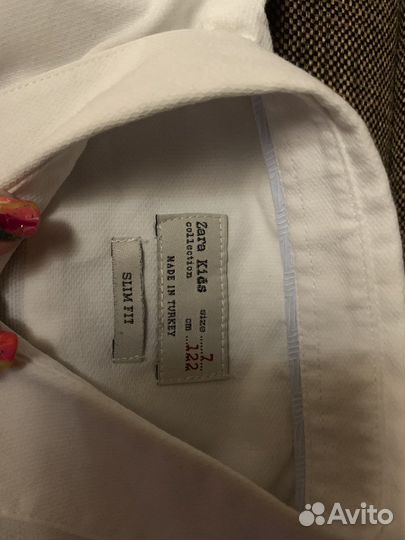 Zara Kids
collection
size ......7
cm ....122
MADE IN TURKEY
SLIM FIT
Avito